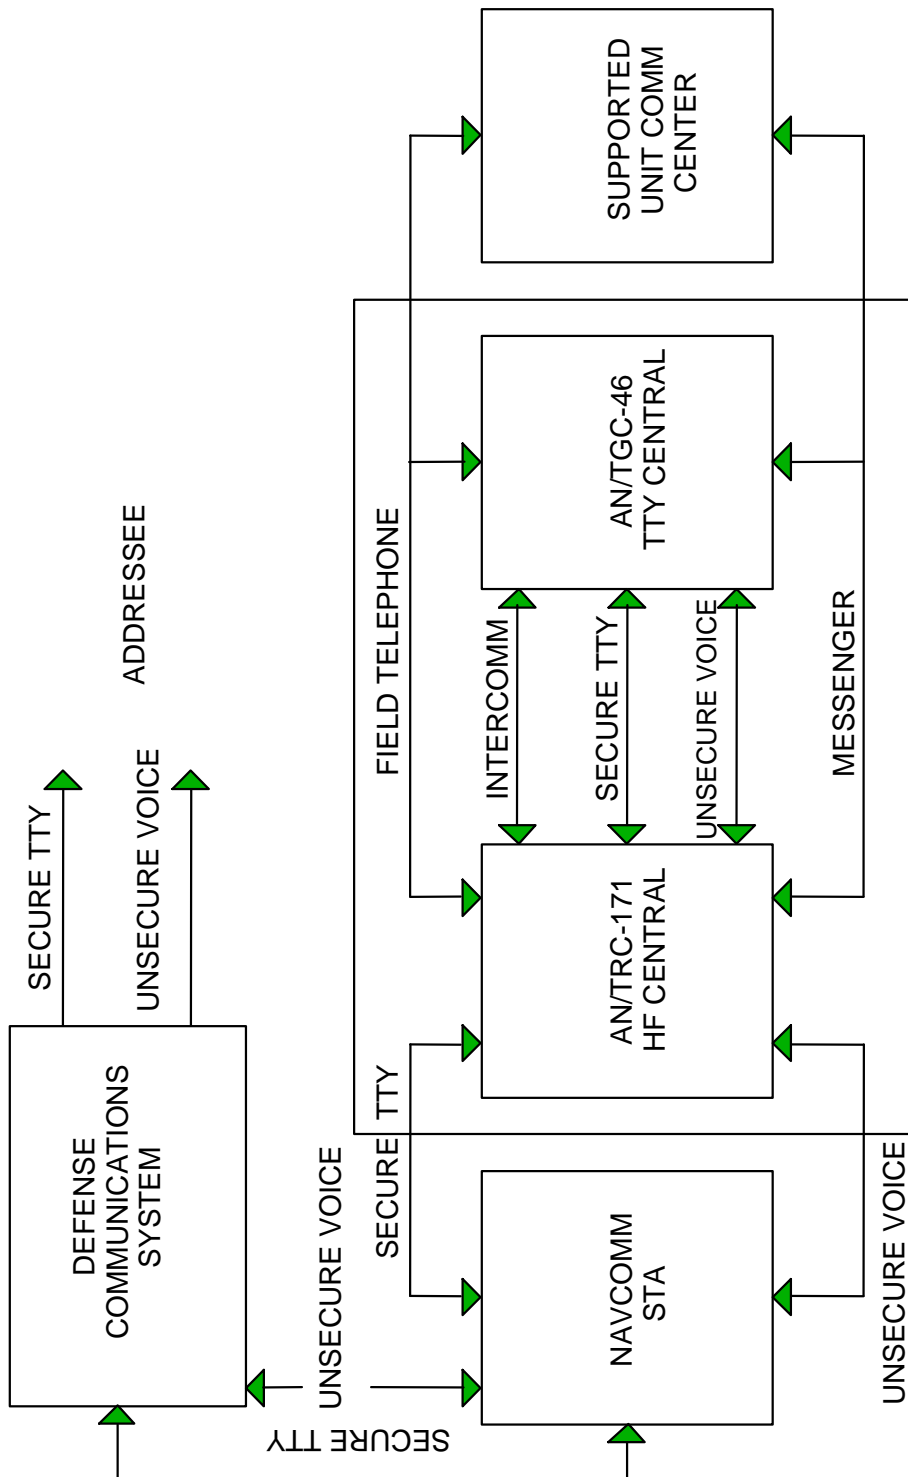 DEFENSE
COMMUNICATIONS
SYSTEM
SECURE TTY
UNSECURE VOICE
ADDRESSEE
SECURE TTY
UNSECURE VOICE
SECURE TTY
FIELD TELEPHONE
NAVCOMM
STA
AN/TRC-171
HF CENTRAL
INTERCOMM
SECURE TTY
UNSECURE VOICE
AN/TGC-46
TTY CENTRAL
SUPPORTED
UNIT COMM
CENTER
UNSECURE VOICE
MESSENGER